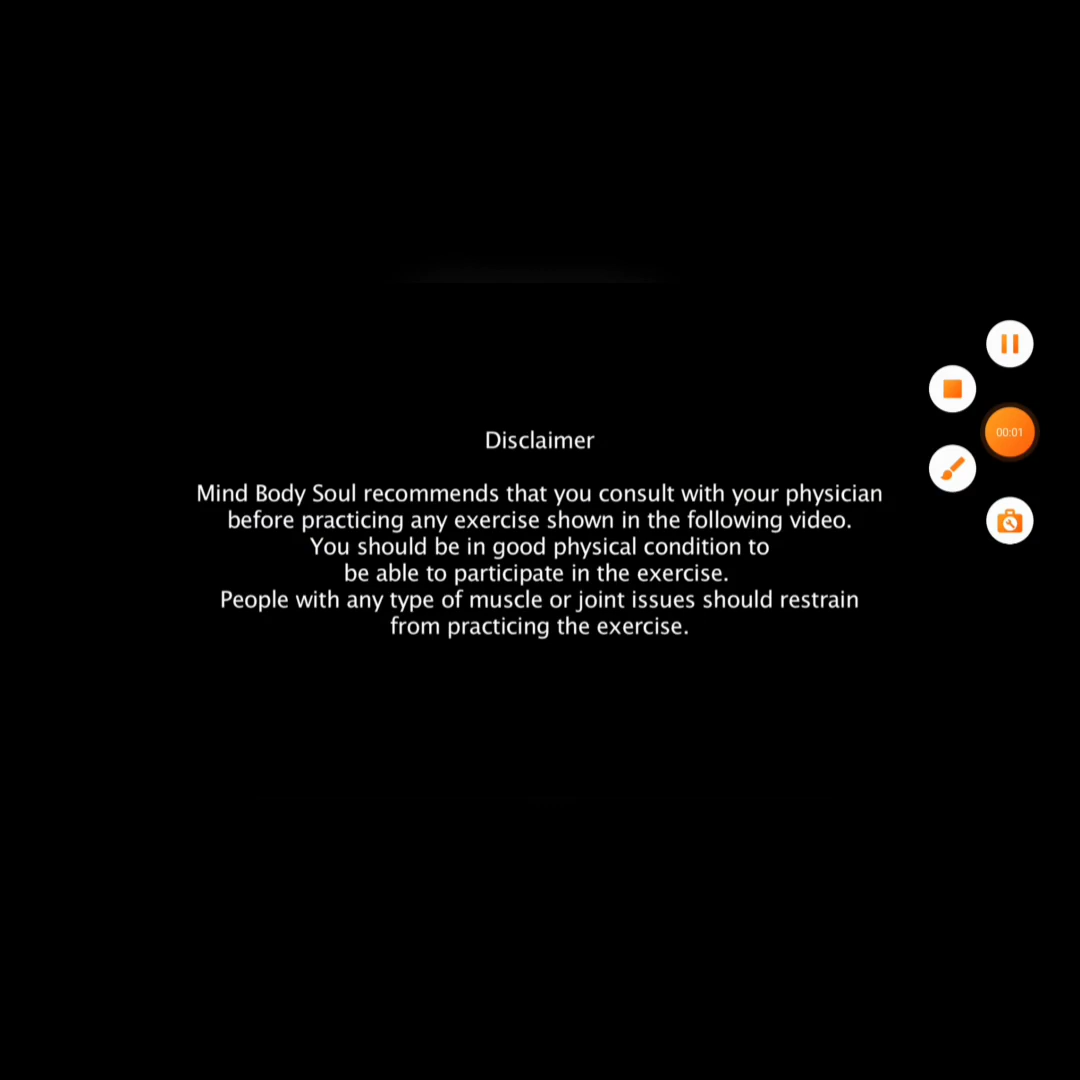 Disclaimer
Mind Body Soul recommends that you consult with your physician
before practicing any exercise shown in the following video.
You should be in good physical condition to
be able to participate in the exercise.
People with any type of muscle or joint issues should restrain
from practicing the exercise.
00:01